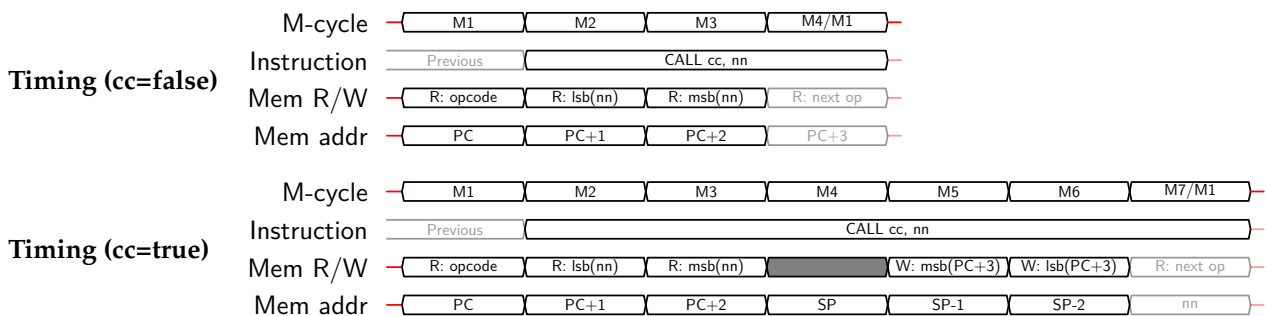 M-cycle M1 M2 M3 M4/M1
Instruction Previous CALL cc, nn
Timing (cc=false)
Mem R/W R: opcode R: lsb(nn) R: msb(nn) R: next op
Mem addr PC PC+1 PC+2 PC+3
M-cycle M1 M2 M3 M4 M5 M6 M7/M1
Instruction Previous CALL cc, nn
Timing (cc=true)
Mem R/W R: opcode R: lsb(nn) R: msb(nn) W: msb(PC+3) W: lsb(PC+3) R: next op
Mem addr PC PC+1 PC+2 SP SP-1 SP-2 nn